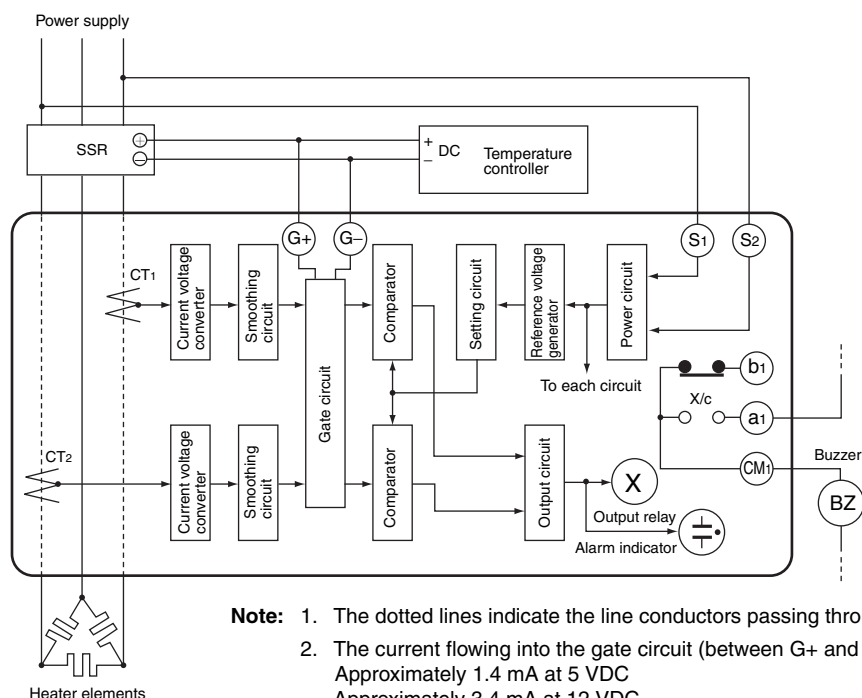 Power supply
SSR
+
−
+
−
DC
Temperature
controller
G+
G−
S1
S2
CT1
Current voltage
converter
Smoothing
circuit
Gate circuit
Comparator
Setting circuit
Reference voltage
generator
Power circuit
To each circuit
b1
X/c
a1
CM1
Buzzer
BZ
CT2
Current voltage
converter
Smoothing
circuit
Comparator
Output circuit
X
Output relay
Alarm indicator
Heater elements
Note: 1. The dotted lines indicate the line conductors passing thro
2. The current flowing into the gate circuit (between G+ and
Approximately 1.4 mA at 5 VDC
Approximately 3.4 mA at 12 VDC